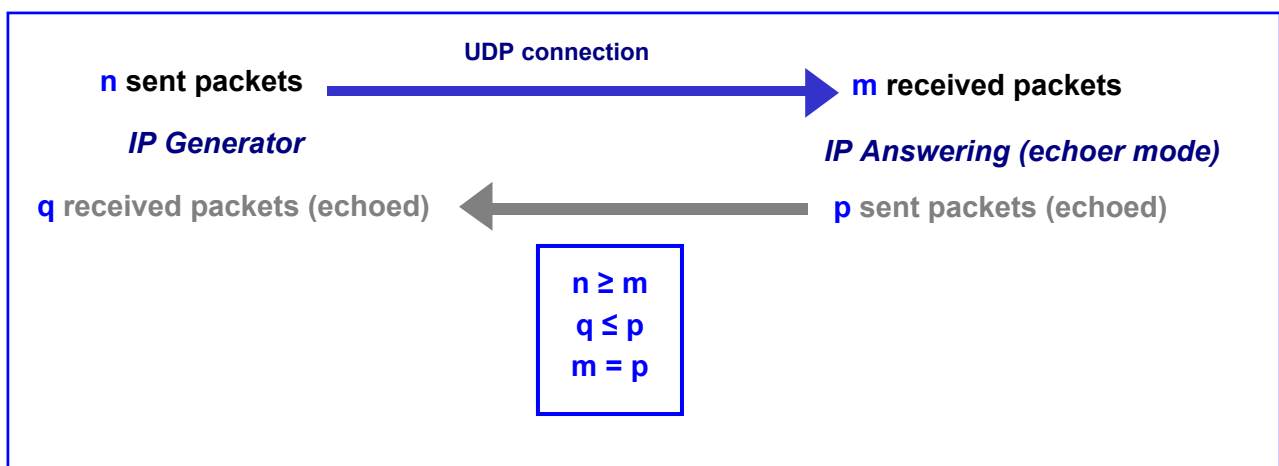 UDP connection
n sent packets
m received packets
IP Generator
IP Answering (echoer mode)
q received packets (echoed)
p sent packets (echoed)
n ≥ m
q ≤ p
m = p